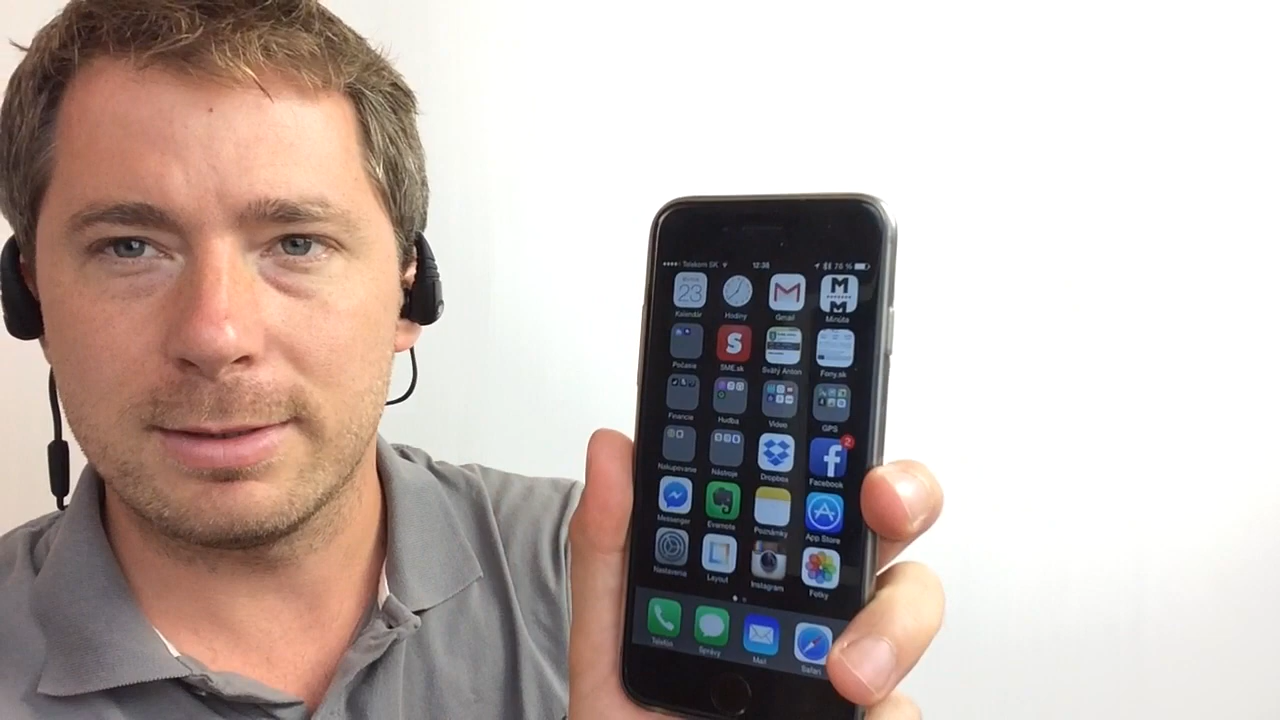 Telekom SK 12:38 76 %
23
Kalendár Hodiny Gmail Minúta
Počasie SME.sk Svätý Anton Fony.sk
Financie Hudba Video GPS
2
Nakupovanie Nástroje Dropbox Facebook
Messenger Evernote Poznámky App Store
Nastavenia Layout Instagram Fotky
Telefón Správy Mail Safari